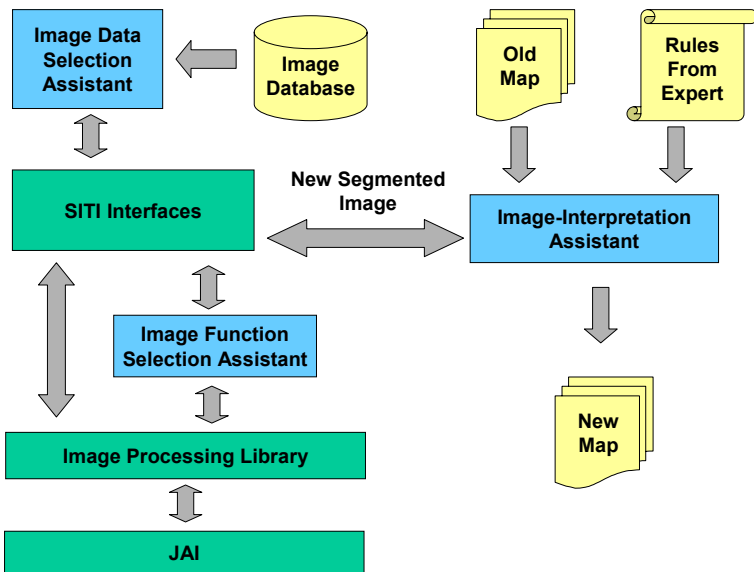 Image Data
Selection
Assistant
Image
Database
Old
Map
Rules
From
Expert
SITI Interfaces
New Segmented
Image
Image-Interpretation
Assistant
Image Function
Selection Assistant
New
Map
Image Processing Library
JAI